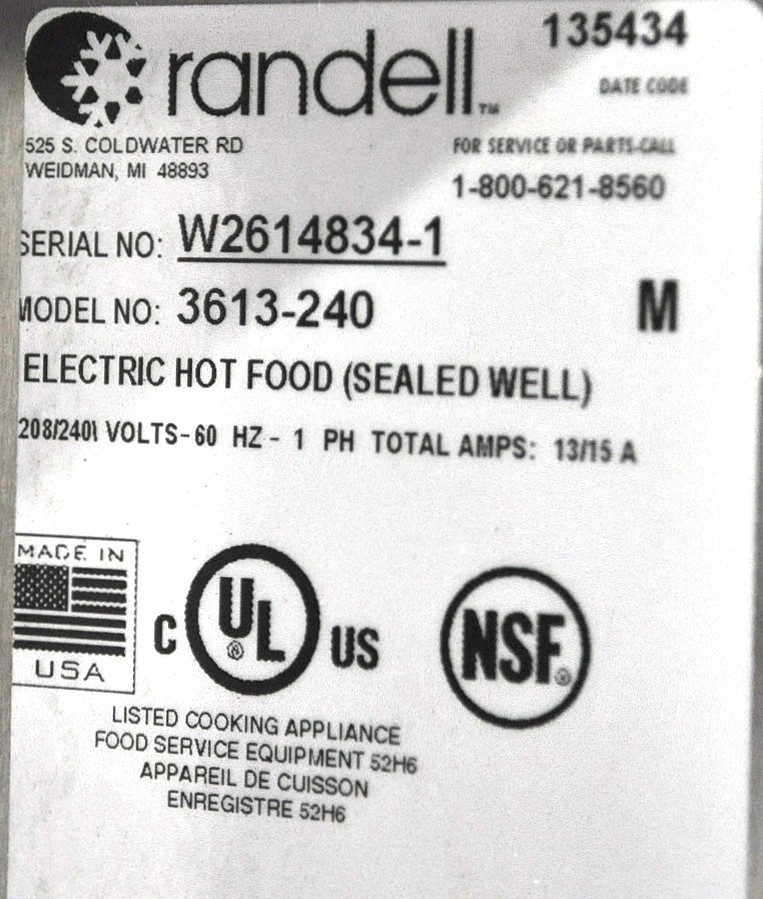 randell™
135434
DATE CODE
525 S. COLDWATER RD
WEIDMAN, MI 48893
FOR SERVICE OR PARTS-CALL
1-800-621-8560
SERIAL NO: W2614834-1
MODEL NO: 3613-240
M
ELECTRIC HOT FOOD (SEALED WELL)
208/240\ VOLTS-60 HZ - 1 PH TOTAL AMPS: 13/15 A
MADE IN
USA
C UL® US
NSF®
LISTED COOKING APPLIANCE
FOOD SERVICE EQUIPMENT 52H6
APPAREIL DE CUISSON
ENREGISTRE 52H6